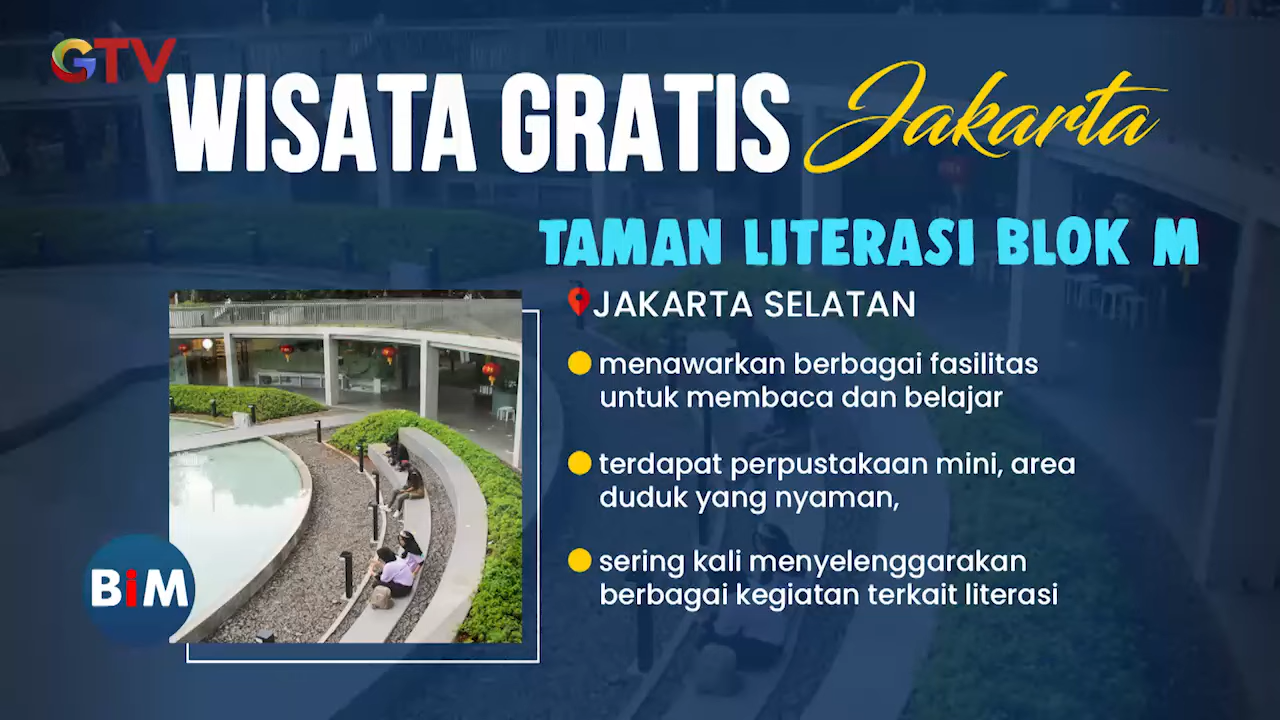 GTV
WISATA GRATIS Jakarta
TAMAN LITERASI BLOK M
JAKARTA SELATAN
menawarkan berbagai fasilitas
untuk membaca dan belajar
terdapat perpustakaan mini, area
duduk yang nyaman,
sering kali menyelenggarakan
berbagai kegiatan terkait literasi
BiM